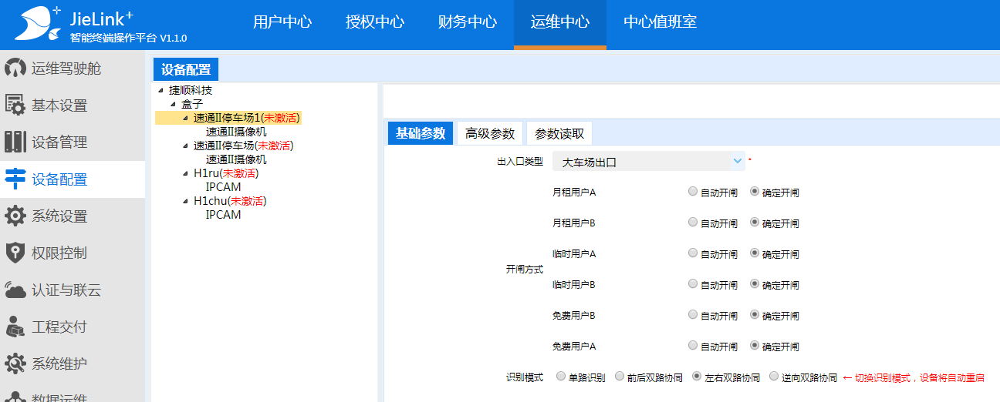 JieLink+
智能终端操作平台 V1.1.0
用户中心 授权中心 财务中心 运维中心 中心值班室
运维驾驶舱
基本设置
设备管理
设备配置
系统设置
权限控制
认证与联云
工程交付
系统维护
数据运维
设备配置
捷顺科技
盒子
速通II停车场1(未激活)
速通II摄像机
速通II停车场(未激活)
速通II摄像机
H1ru(未激活)
IPCAM
H1chu(未激活)
IPCAM
基础参数 高级参数 参数读取
出入口类型 大车场出口 *
开闸方式
月租用户A 自动开闸 确定开闸
月租用户B 自动开闸 确定开闸
临时用户A 自动开闸 确定开闸
临时用户B 自动开闸 确定开闸
免费用户B 自动开闸 确定开闸
免费用户A 自动开闸 确定开闸
识别模式 单路识别 前后双路协同 左右双路协同 逆向双路协同 ← 切换识别模式，设备将自动重启